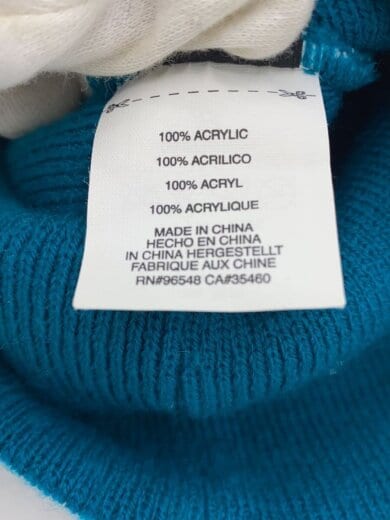 100% ACRYLIC
100% ACRILICO
100% ACRYL
100% ACRYLIQUE
MADE IN CHINA
HECHO EN CHINA
IN CHINA HERGESTELLT
FABRIQUE AUX CHINE
RN#96548 CA#35460